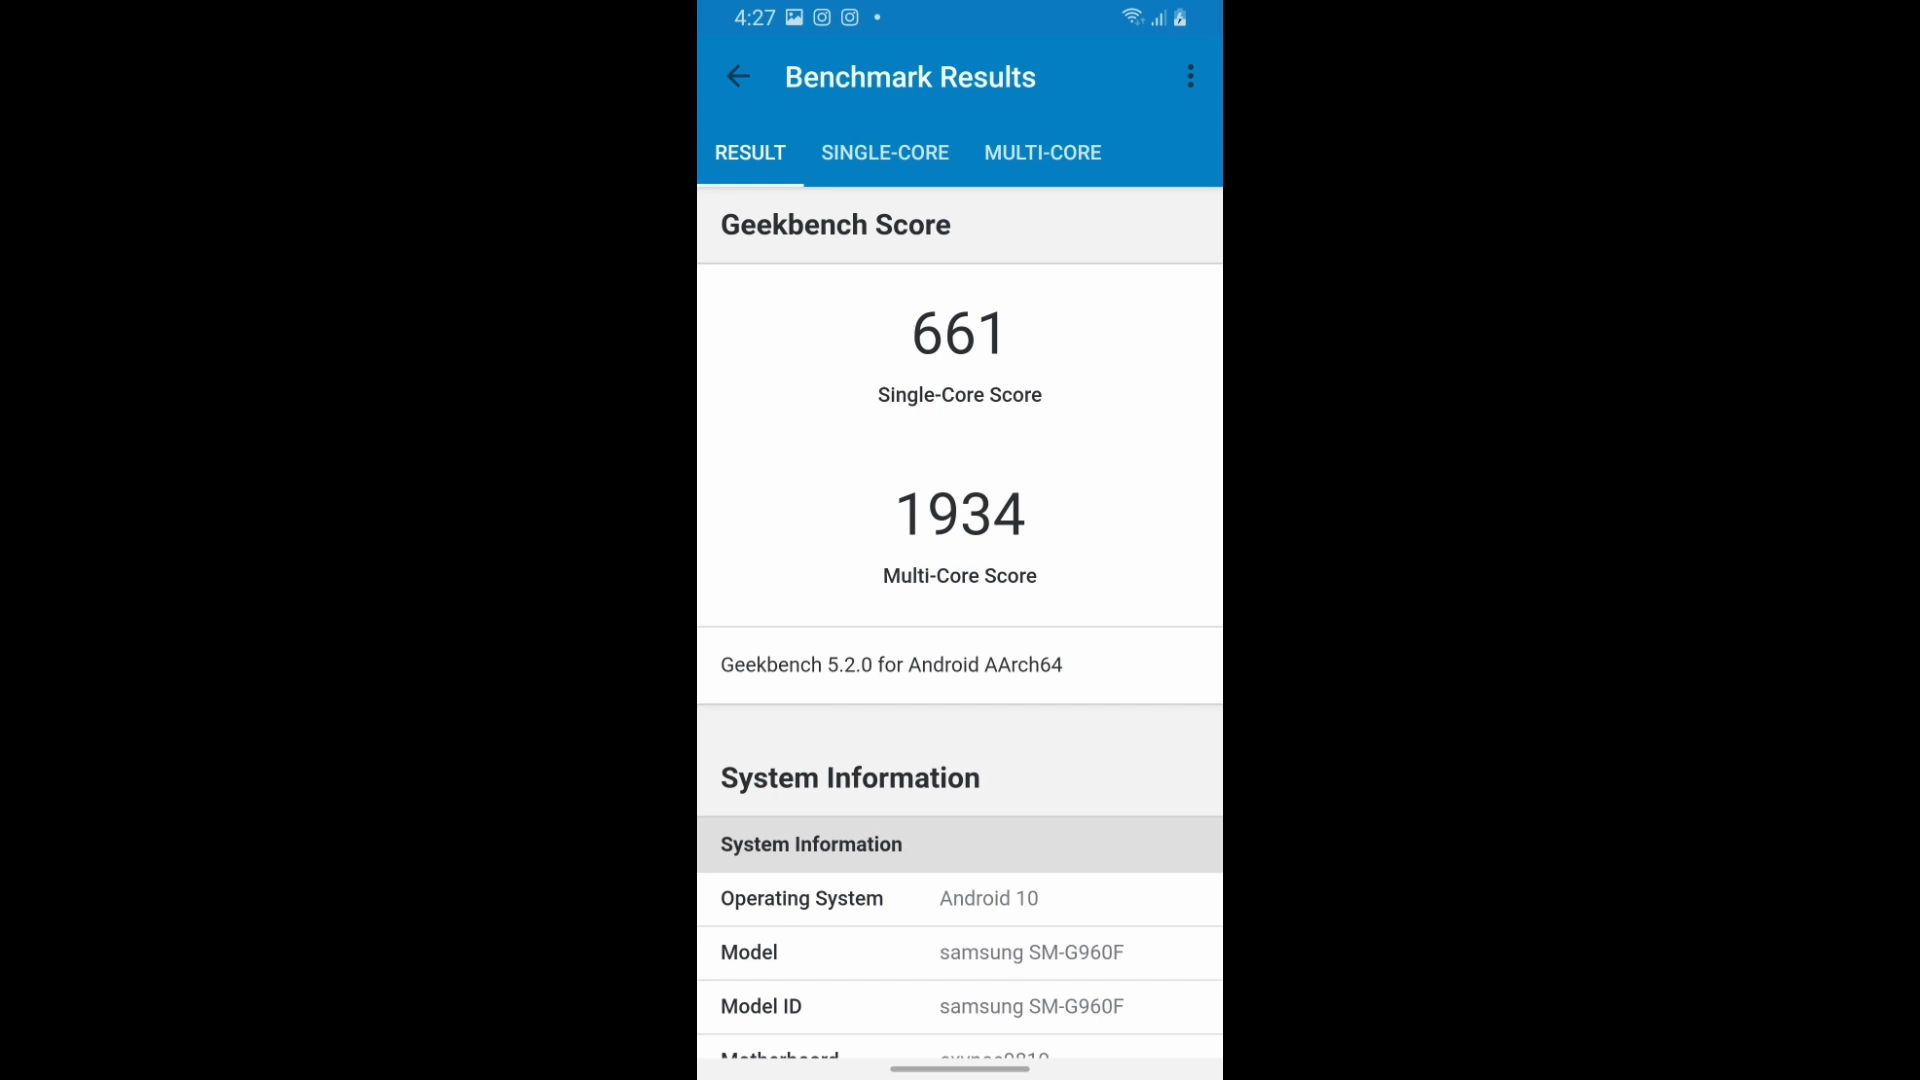 4:27
Benchmark Results
RESULT SINGLE-CORE MULTI-CORE
Geekbench Score
661
Single-Core Score
1934
Multi-Core Score
Geekbench 5.2.0 for Android AArch64
System Information
System Information
Operating System Android 10
Model samsung SM-G960F
Model ID samsung SM-G960F
Motherboard